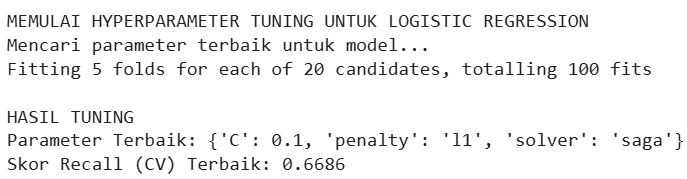 MEMULAI HYPERPARAMETER TUNING UNTUK LOGISTIC REGRESSION
Mencari parameter terbaik untuk model...
Fitting 5 folds for each of 20 candidates, totalling 100 fits

HASIL TUNING
Parameter Terbaik: {'C': 0.1, 'penalty': 'l1', 'solver': 'saga'}
Skor Recall (CV) Terbaik: 0.6686